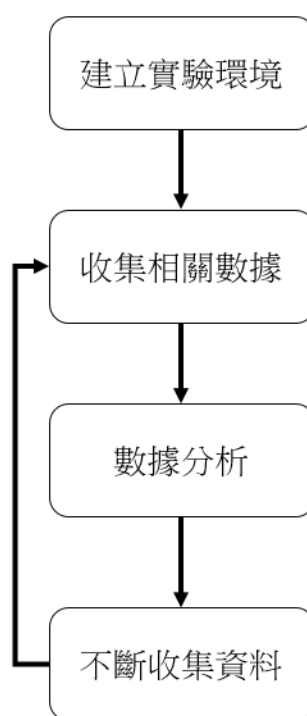 建立實驗環境
收集相關數據
數據分析
不斷收集資料